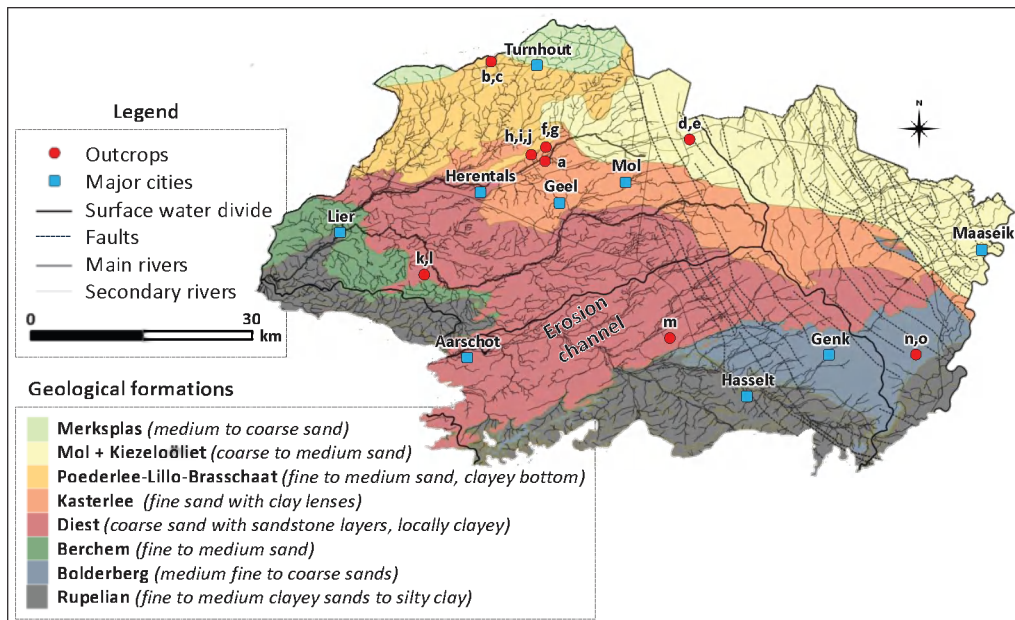 Turnhout
b,c
Legend
Outcrops
Major cities
Surface water divide
Faults
Main rivers
Secondary rivers
0 30
km
N
d,e
f,g
h,i,j
a
Mol
Herentals
Geel
Lier
Maaseik
k,l
Erosion
channel
m
Genk
n,o
Aarschot
Hasselt
Geological formations
Merksplas (medium to coarse sand)
Mol + Kiezeloöliet (coarse to medium sand)
Poederlee-Lillo-Brasschaat (fine to medium sand, clayey bottom)
Kasterlee (fine sand with clay lenses)
Diest (coarse sand with sandstone layers, locally clayey)
Berchem (fine to medium sand)
Bolderberg (medium fine to coarse sands)
Rupelian (fine to medium clayey sands to silty clay)